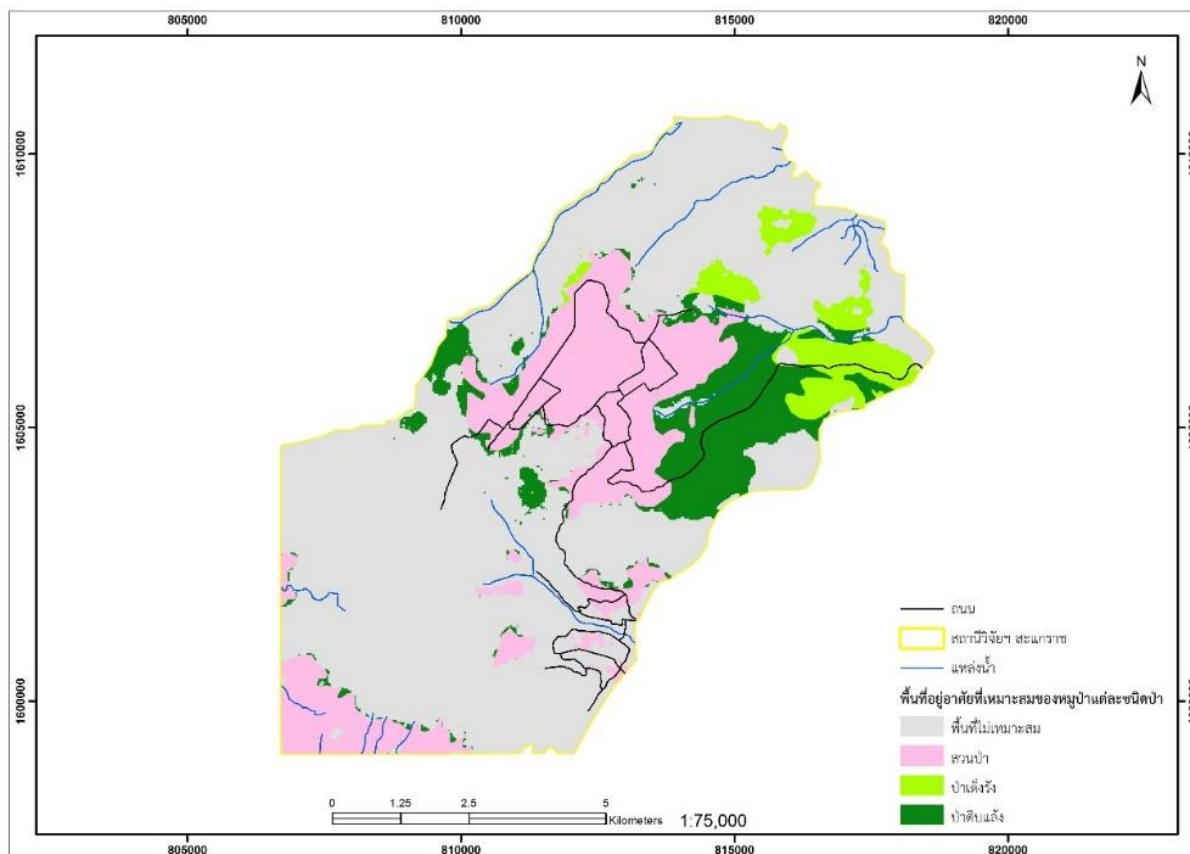 805000 810000 815000 820000
N
1610000
1605000
1600000
ถนน
สถานีวิจัยฯ สะแกราช
แหล่งน้ำ
พื้นที่อยู่อาศัยที่เหมาะสมของหมูป่าแต่ละชนิดป่า
พื้นที่ไม่เหมาะสม
สวนป่า
ป่าเต็งรัง
ป่าดิบแล้ง
0 1.25 2.5 5
Kilometers 1:75,000
805000 810000 815000 820000